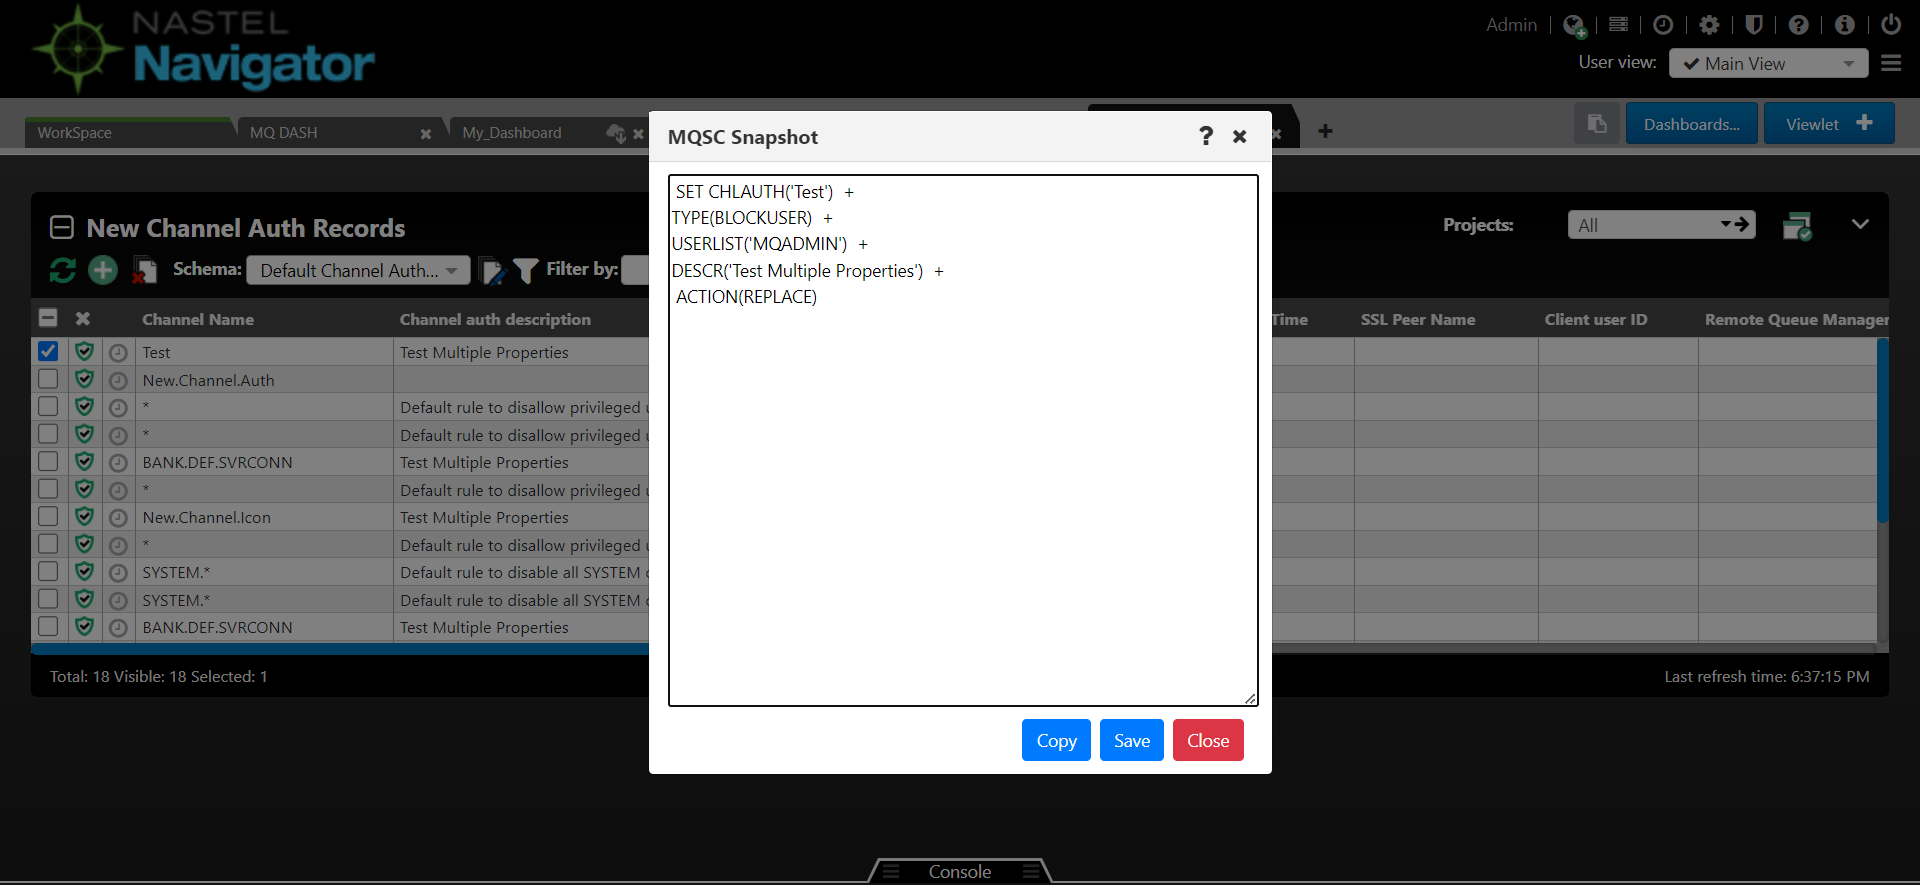 NASTEL
Navigator
Admin
User view: Main View
WorkSpace
MQ DASH
My_Dashboard
Dashboards...
Viewlet
MQSC Snapshot
SET CHLAUTH('Test') +
TYPE(BLOCKUSER) +
USERLIST('MQADMIN') +
DESCR('Test Multiple Properties') +
ACTION(REPLACE)
Copy Save Close
New Channel Auth Records
Projects: All
Schema: Default Channel Auth... Filter by:
Channel Name Channel auth description Time SSL Peer Name Client user ID Remote Queue Manager
Test Test Multiple Properties
New.Channel.Auth
* Default rule to disallow privileged
* Default rule to disallow privileged
BANK.DEF.SVRCONN Test Multiple Properties
* Default rule to disallow privileged
New.Channel.Icon Test Multiple Properties
* Default rule to disallow privileged
SYSTEM.* Default rule to disable all SYSTEM
SYSTEM.* Default rule to disable all SYSTEM
BANK.DEF.SVRCONN Test Multiple Properties
Total: 18 Visible: 18 Selected: 1
Last refresh time: 6:37:15 PM
Console